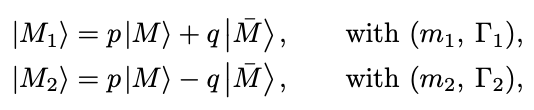 |M₁⟩ = p|M⟩ + q|M̄⟩, with (m₁, Γ₁),
|M₂⟩ = p|M⟩ − q|M̄⟩, with (m₂, Γ₂),